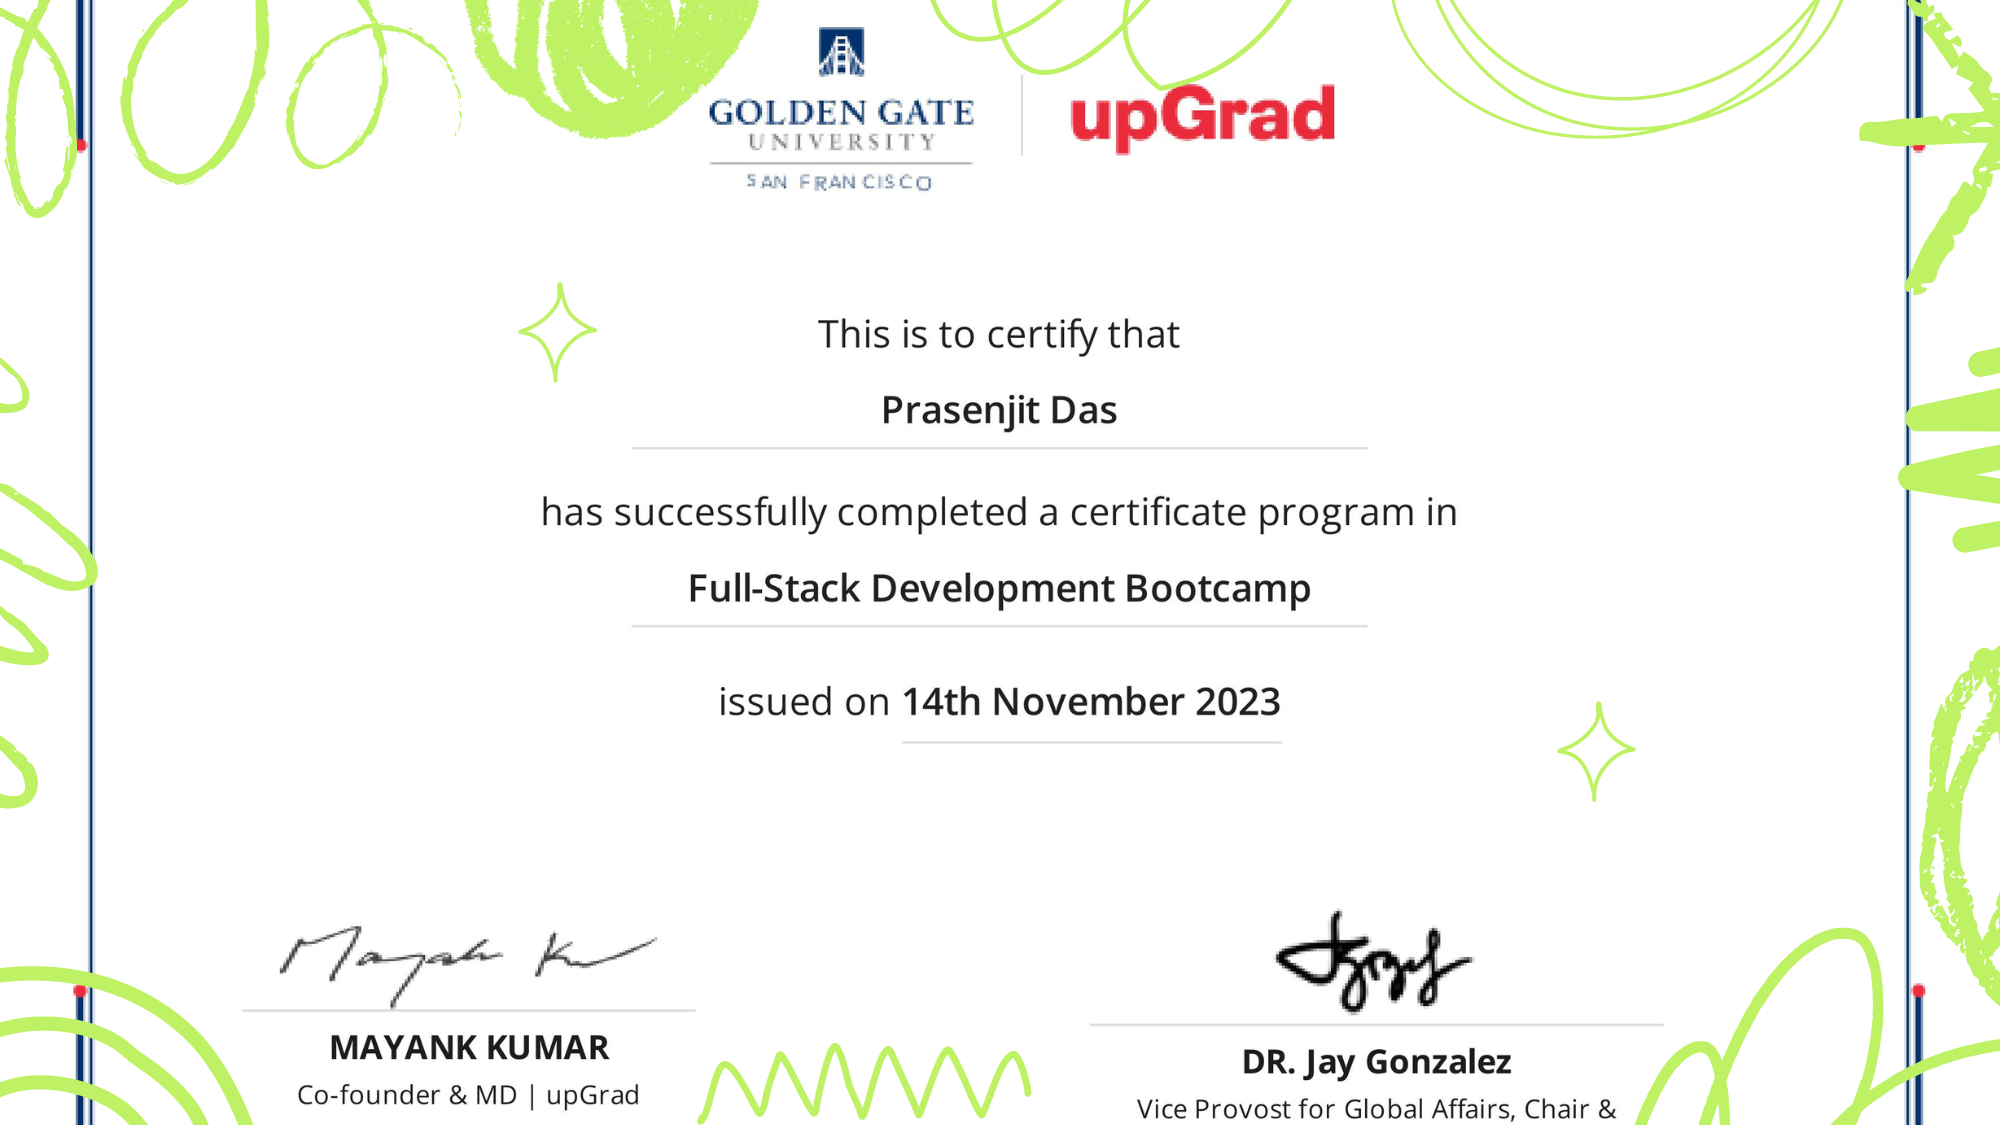 GOLDEN GATE
UNIVERSITY
SAN FRANCISCO
upGrad
This is to certify that
Prasenjit Das
has successfully completed a certificate program in
Full-Stack Development Bootcamp
issued on 14th November 2023
Mayank Ku
MAYANK KUMAR
Co-founder & MD | upGrad
DR. Jay Gonzalez
Vice Provost for Global Affairs, Chair &